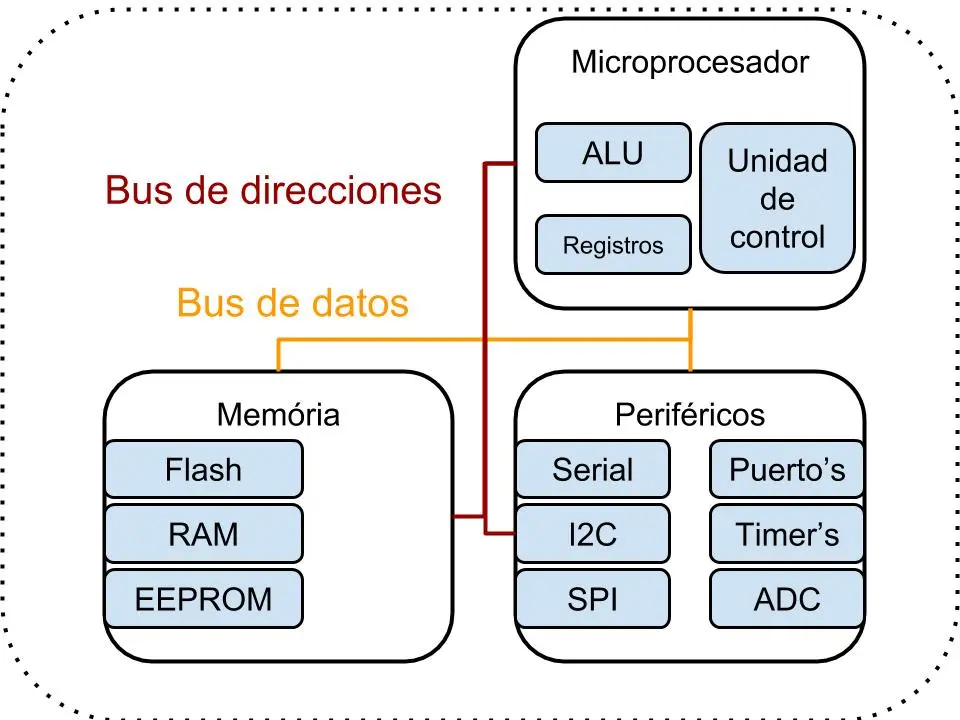 Microprocesador
ALU
Unidad
de
control
Registros
Bus de direcciones
Bus de datos
Memória
Flash
RAM
EEPROM
Periféricos
Serial
Puerto’s
I2C
Timer’s
SPI
ADC